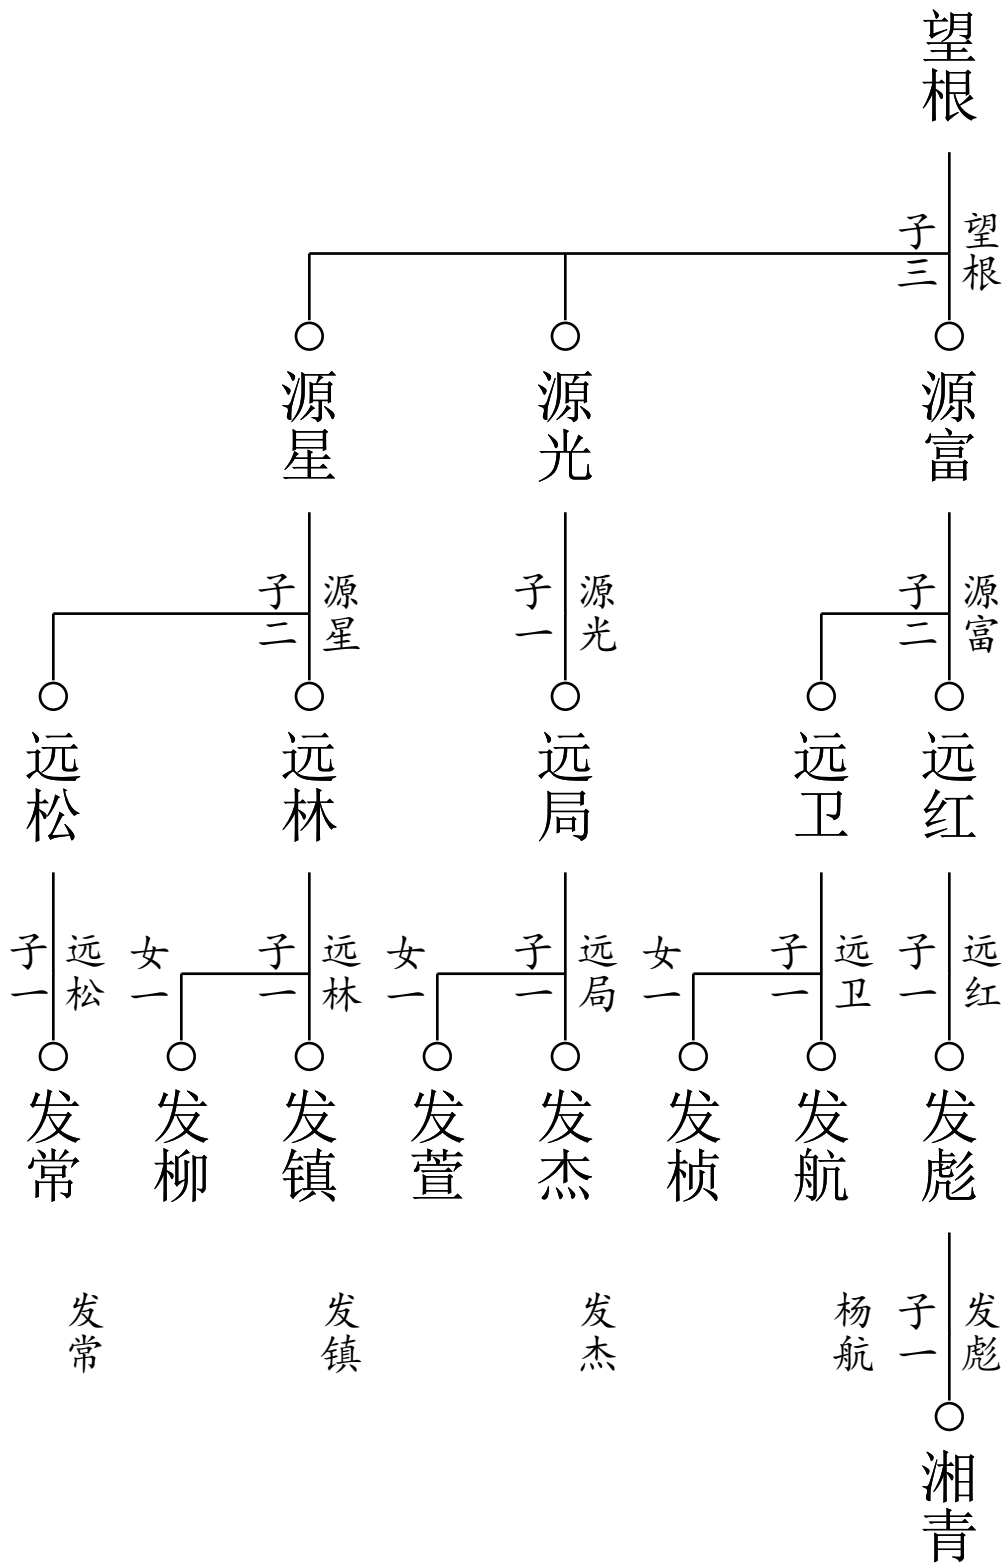 望根
望根
子三
源富
源光
源星
源富
子二
源光
子一
源星
子二
远红
远卫
远局
远林
远松
远红
子一
远卫
子一
女一
远局
子一
女一
远林
子一
女一
远松
子一
发彪
发航
发桢
发杰
发萱
发镇
发柳
发常
发彪
子一
杨航
发杰
发镇
发常
湘青